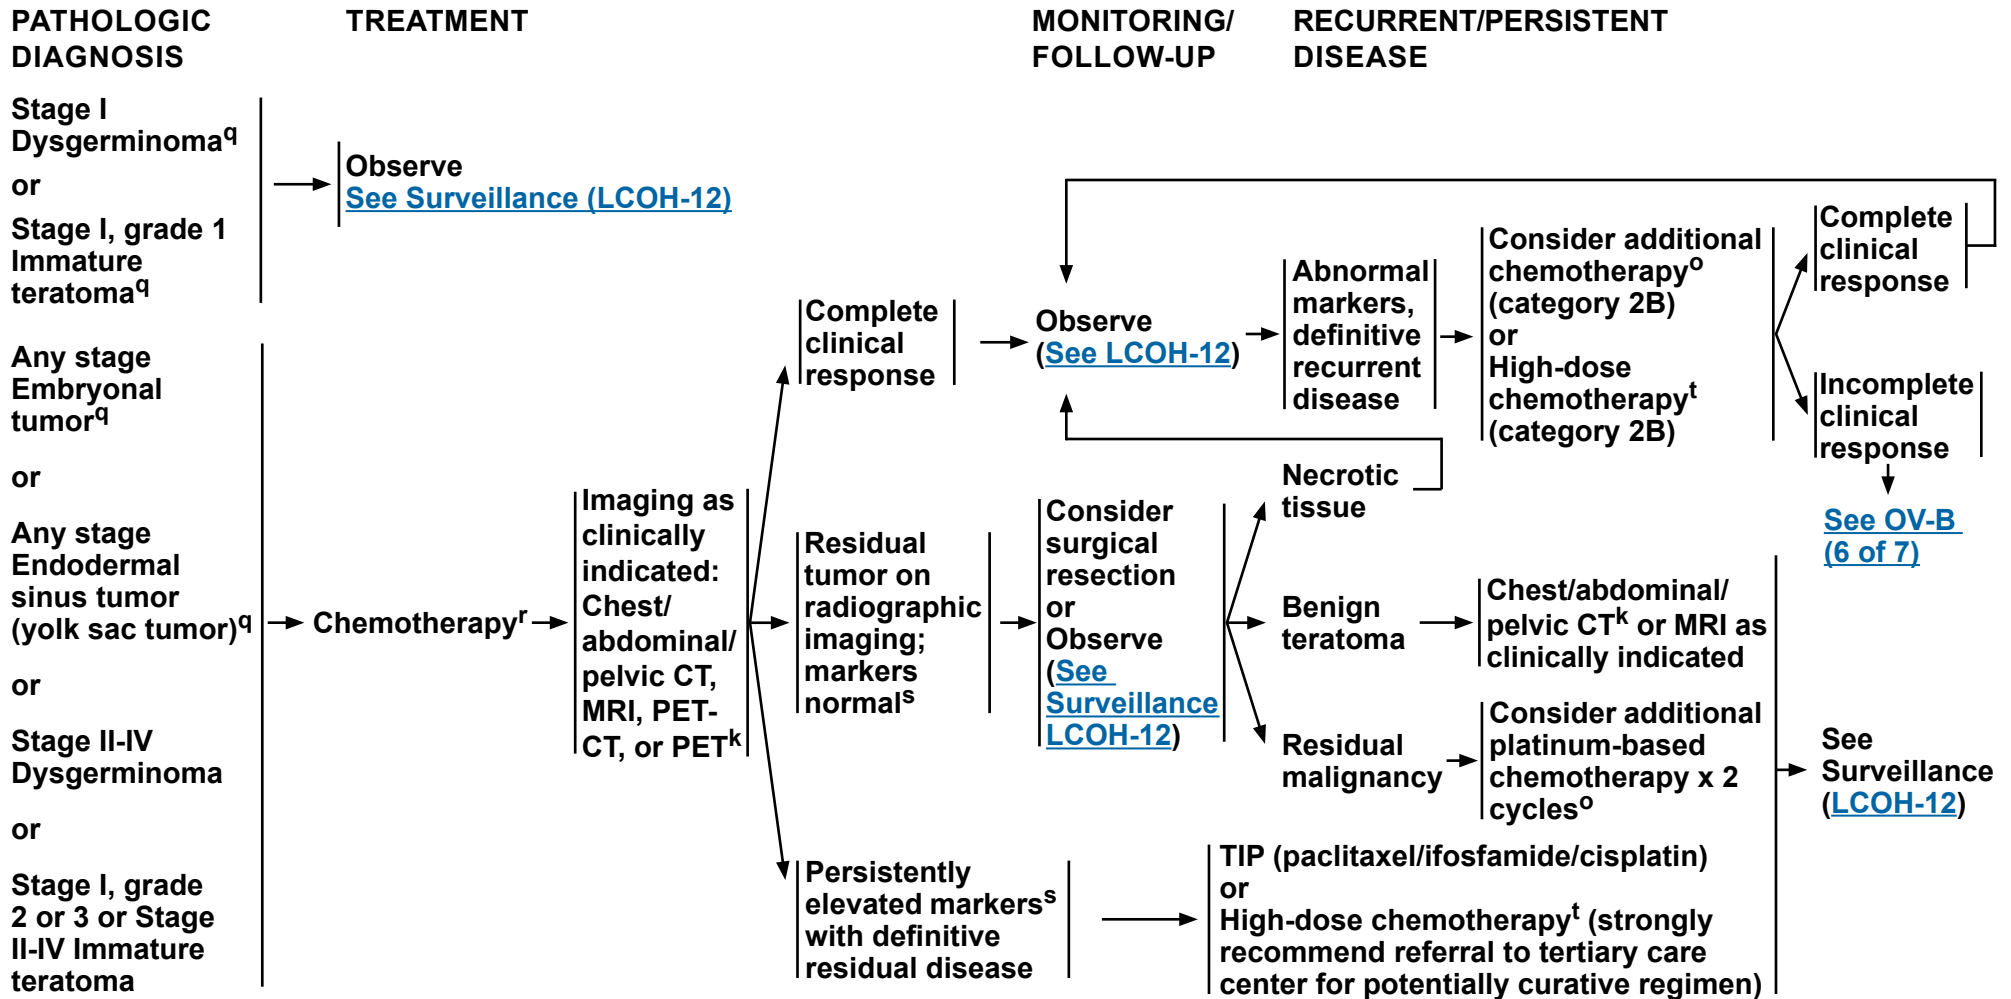 PATHOLOGIC
DIAGNOSIS
TREATMENT
MONITORING/
FOLLOW-UP
RECURRENT/PERSISTENT
DISEASE
Stage I
Dysgerminomaq
or
Stage I, grade 1
Immature
teratomaq
Observe
See Surveillance (LCOH-12)
Any stage
Embryonal
tumorq
or
Any stage
Endodermal
sinus tumor
(yolk sac tumor)q
or
Stage II-IV
Dysgerminoma
or
Stage I, grade
2 or 3 or Stage
II-IV Immature
teratoma
Chemotherapyr
Imaging as
clinically
indicated:
Chest/
abdominal/
pelvic CT,
MRI, PET-
CT, or PETk
Complete
clinical
response
Observe
(See LCOH-12)
Abnormal
markers,
definitive
recurrent
disease
Consider additional
chemotherapyo
(category 2B)
or
High-dose
chemotherapyt
(category 2B)
Complete
clinical
response
Incomplete
clinical
response
See OV-B
(6 of 7)
Residual
tumor on
radiographic
imaging;
markers
normals
Consider
surgical
resection
or
Observe
(See
Surveillance
LCOH-12)
Necrotic
tissue
Benign
teratoma
Chest/abdominal/
pelvic CTk or MRI as
clinically indicated
Residual
malignancy
Consider additional
platinum-based
chemotherapy x 2
cycleso
Persistently
elevated markerss
with definitive
residual disease
TIP (paclitaxel/ifosfamide/cisplatin)
or
High-dose chemotherapyt (strongly
recommend referral to tertiary care
center for potentially curative regimen)
See
Surveillance
(LCOH-12)